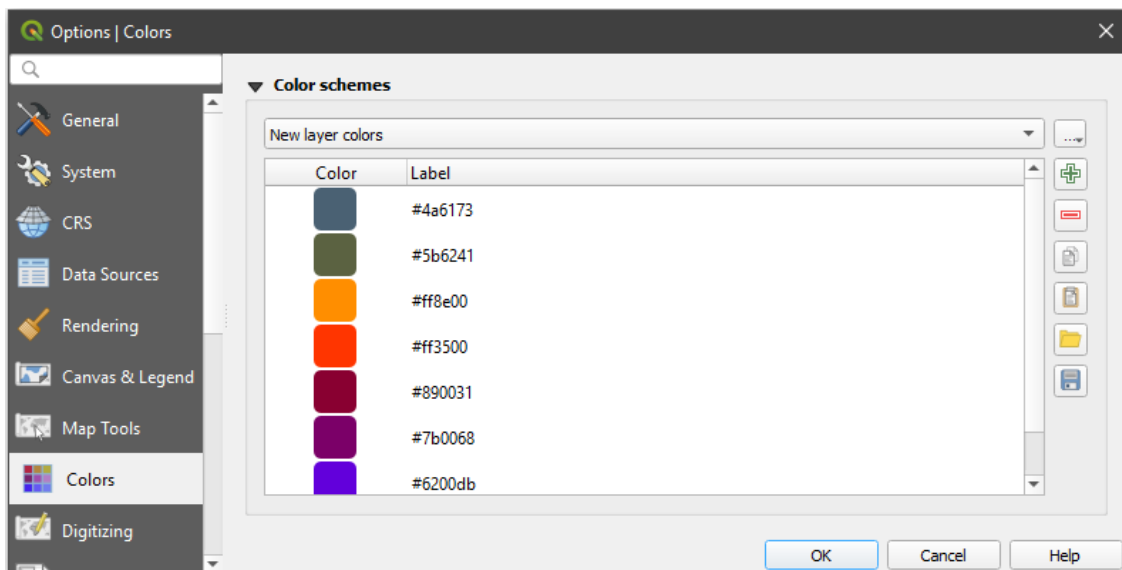 Options | Colors
General
System
CRS
Data Sources
Rendering
Canvas & Legend
Map Tools
Colors
Digitizing
Color schemes
New layer colors
...
Color Label
#4a6173
#5b6241
#ff8e00
#ff3500
#890031
#7b0068
#6200db
OK Cancel Help